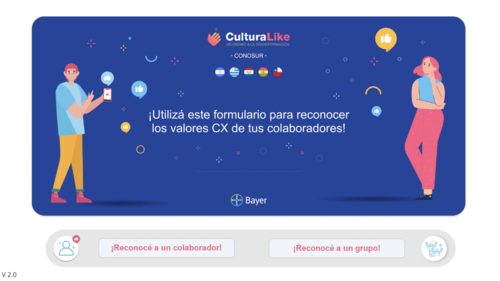 CulturaLike
UN PREMIO A LA TRANSFORMACIÓN
- CONOSUR -
¡Utilizá este formulario para reconocer
los valores CX de tus colaboradores!
BAYER
Bayer
¡Reconocé a un colaborador!
¡Reconocé a un grupo!
V 2.0